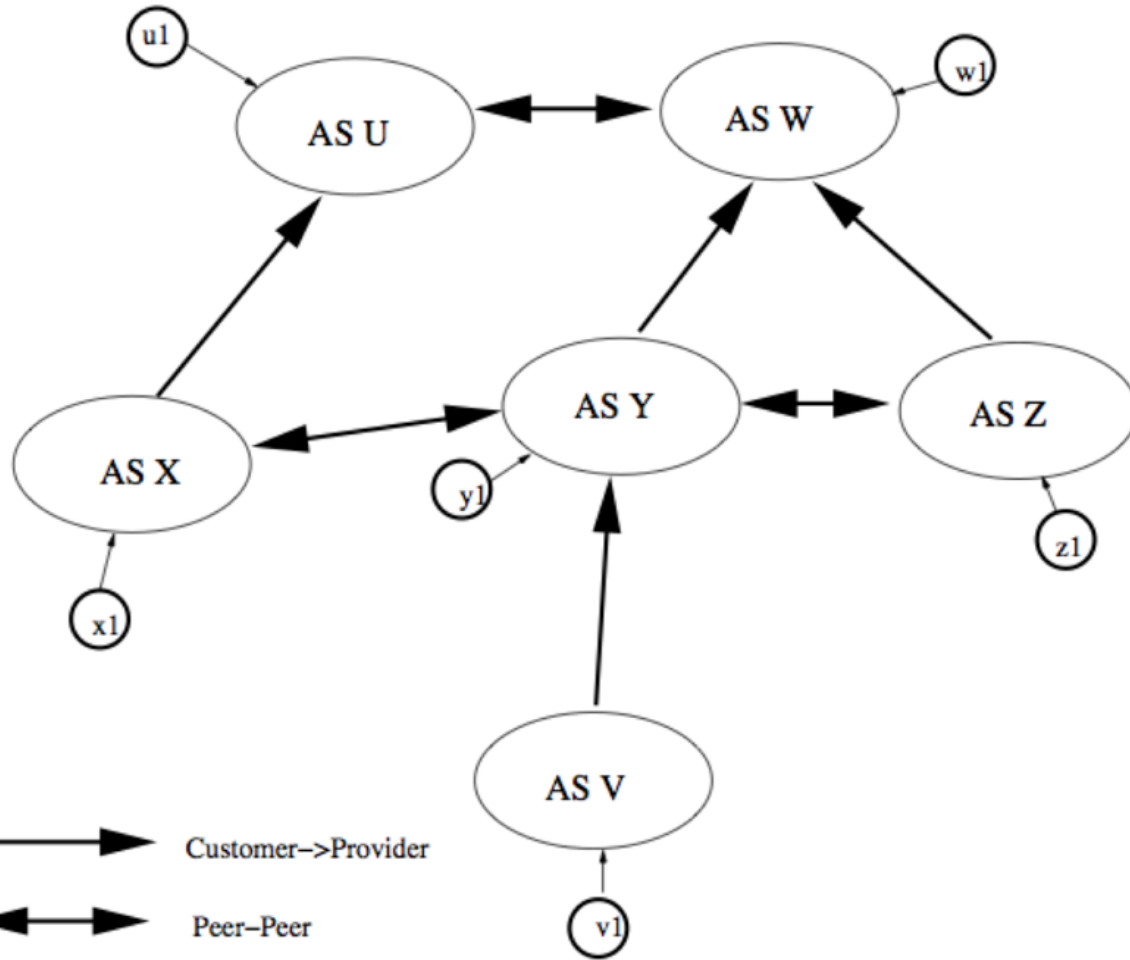 u1
w1
AS U
AS W
AS Y
AS Z
AS X
y1
z1
x1
AS V
Customer->Provider
Peer-Peer
v1